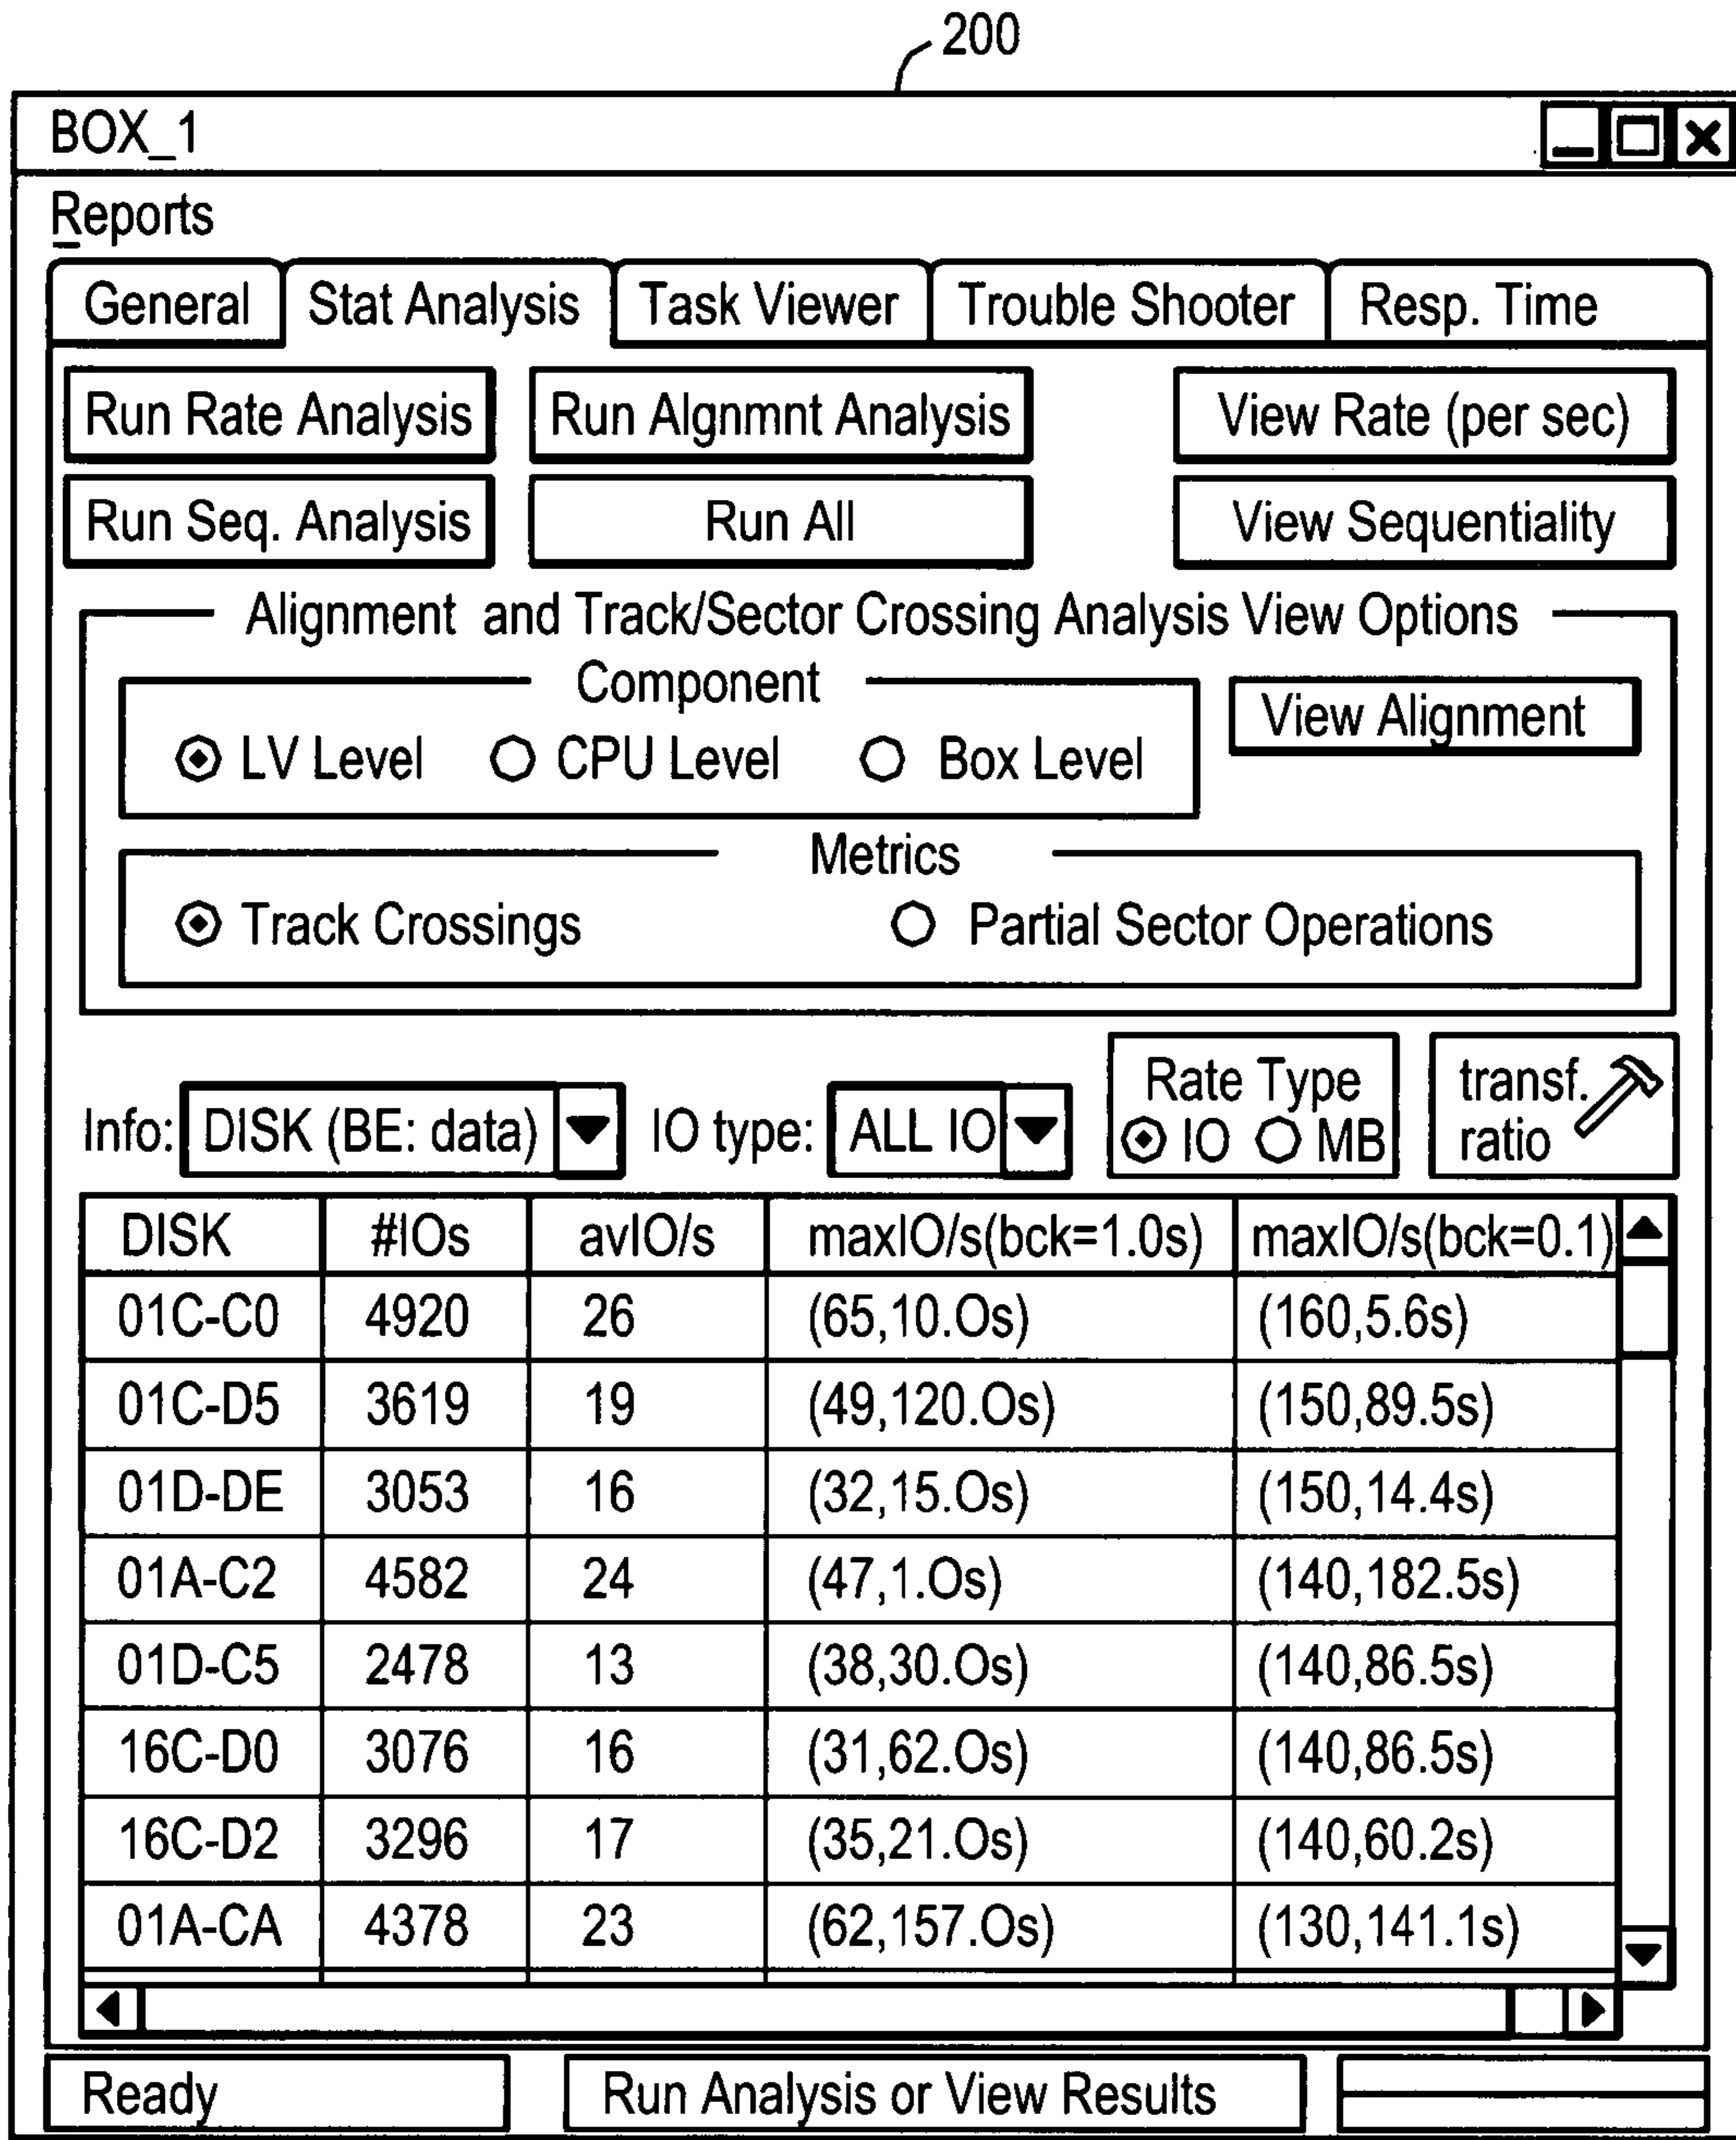 200
BOX_1
Reports
General Stat Analysis Task Viewer Trouble Shooter Resp. Time
Run Rate Analysis Run Algnmnt Analysis View Rate (per sec)
Run Seq. Analysis Run All View Sequentiality
Alignment and Track/Sector Crossing Analysis View Options
Component
View Alignment
LV Level CPU Level Box Level
Metrics
Track Crossings Partial Sector Operations
Rate Type transf.
Info: DISK (BE: data) IO type: ALL IO IO MB ratio
DISK #IOs avIO/s maxIO/s(bck=1.0s) maxIO/s(bck=0.1)
01C-C0 4920 26 (65,10.Os) (160,5.6s)
01C-D5 3619 19 (49,120.Os) (150,89.5s)
01D-DE 3053 16 (32,15.Os) (150,14.4s)
01A-C2 4582 24 (47,1.Os) (140,182.5s)
01D-C5 2478 13 (38,30.Os) (140,86.5s)
16C-D0 3076 16 (31,62.Os) (140,86.5s)
16C-D2 3296 17 (35,21.Os) (140,60.2s)
01A-CA 4378 23 (62,157.Os) (130,141.1s)
Ready Run Analysis or View Results